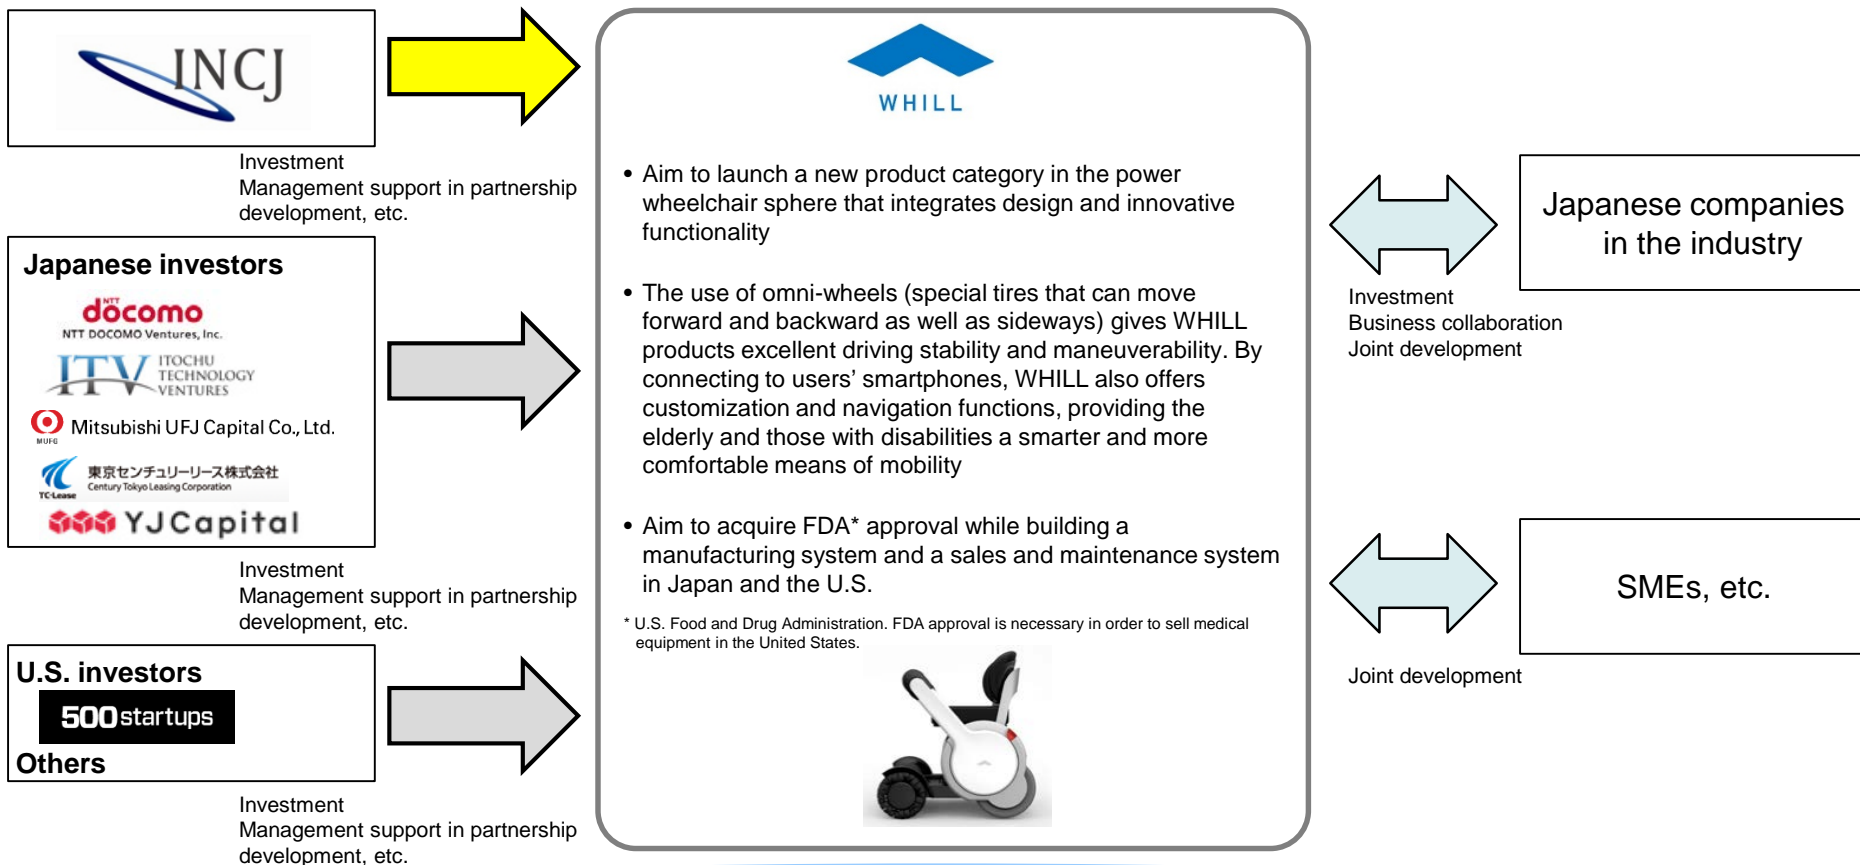 INCJ
Investment
Management support in partnership
development, etc.
Japanese investors
NTT
döcomo
NTT DOCOMO Ventures, Inc.
ITV
ITOCHU
TECHNOLOGY
VENTURES
MUFG
Mitsubishi UFJ Capital Co., Ltd.
TC-Lease
東京センチュリーリース株式会社
Century Tokyo Leasing Corporation
YJCapital
Investment
Management support in partnership
development, etc.
U.S. investors
500startups
Others
Investment
Management support in partnership
development, etc.
WHILL
• Aim to launch a new product category in the power
wheelchair sphere that integrates design and innovative
functionality
• The use of omni-wheels (special tires that can move
forward and backward as well as sideways) gives WHILL
products excellent driving stability and maneuverability. By
connecting to users’ smartphones, WHILL also offers
customization and navigation functions, providing the
elderly and those with disabilities a smarter and more
comfortable means of mobility
• Aim to acquire FDA* approval while building a
manufacturing system and a sales and maintenance system
in Japan and the U.S.
* U.S. Food and Drug Administration. FDA approval is necessary in order to sell medical
equipment in the United States.
Japanese companies
in the industry
Investment
Business collaboration
Joint development
SMEs, etc.
Joint development